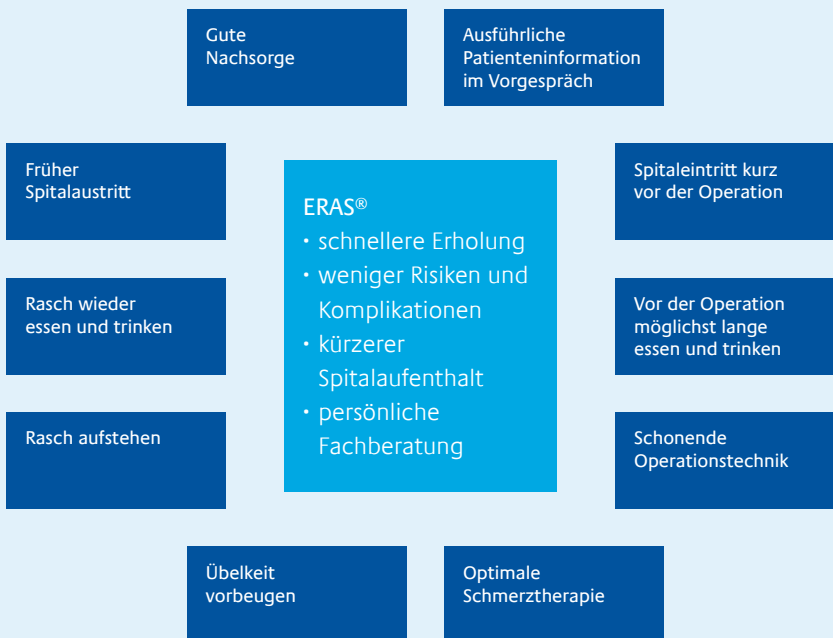 Gute
Nachsorge
Ausführliche
Patienteninformation
im Vorgespräch
Früher
Spitalaustritt
ERAS®
• schnellere Erholung
• weniger Risiken und
Komplikationen
• kürzerer
Spitalaufenthalt
• persönliche
Fachberatung
Spitaleintritt kurz
vor der Operation
Rasch wieder
essen und trinken
Vor der Operation
möglichst lange
essen und trinken
Rasch aufstehen
Schonende
Operationstechnik
Übelkeit
vorbeugen
Optimale
Schmerztherapie